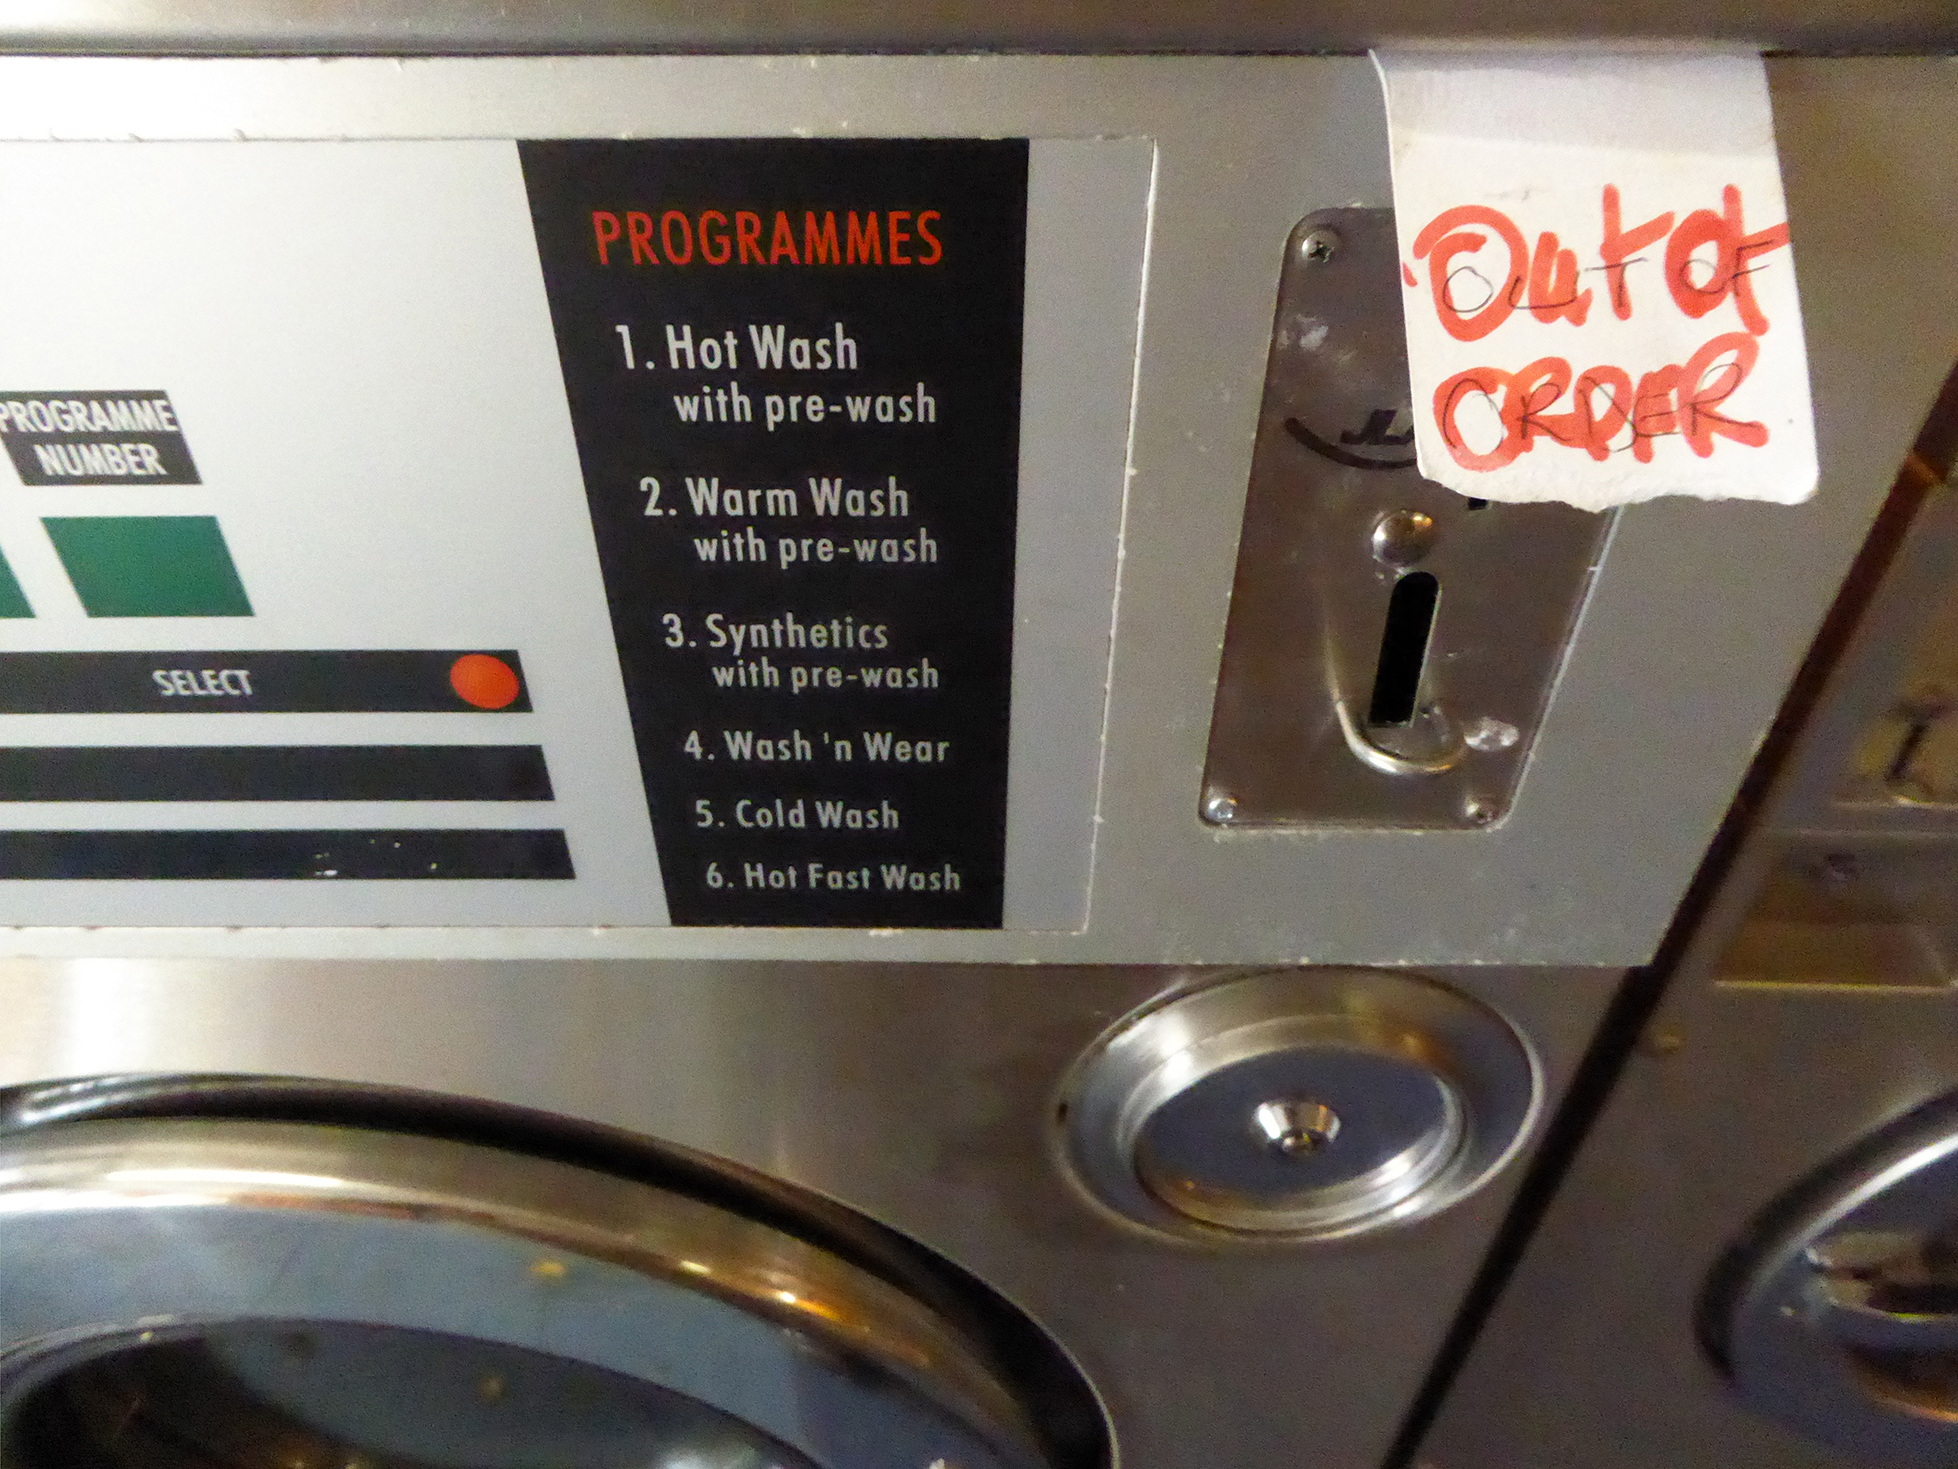 PROGRAMMES
1. Hot Wash
with pre-wash
2. Warm Wash
with pre-wash
3. Synthetics
with pre-wash
4. Wash 'n Wear
5. Cold Wash
6. Hot Fast Wash
PROGRAMME
NUMBER
SELECT
Out of
ORDER